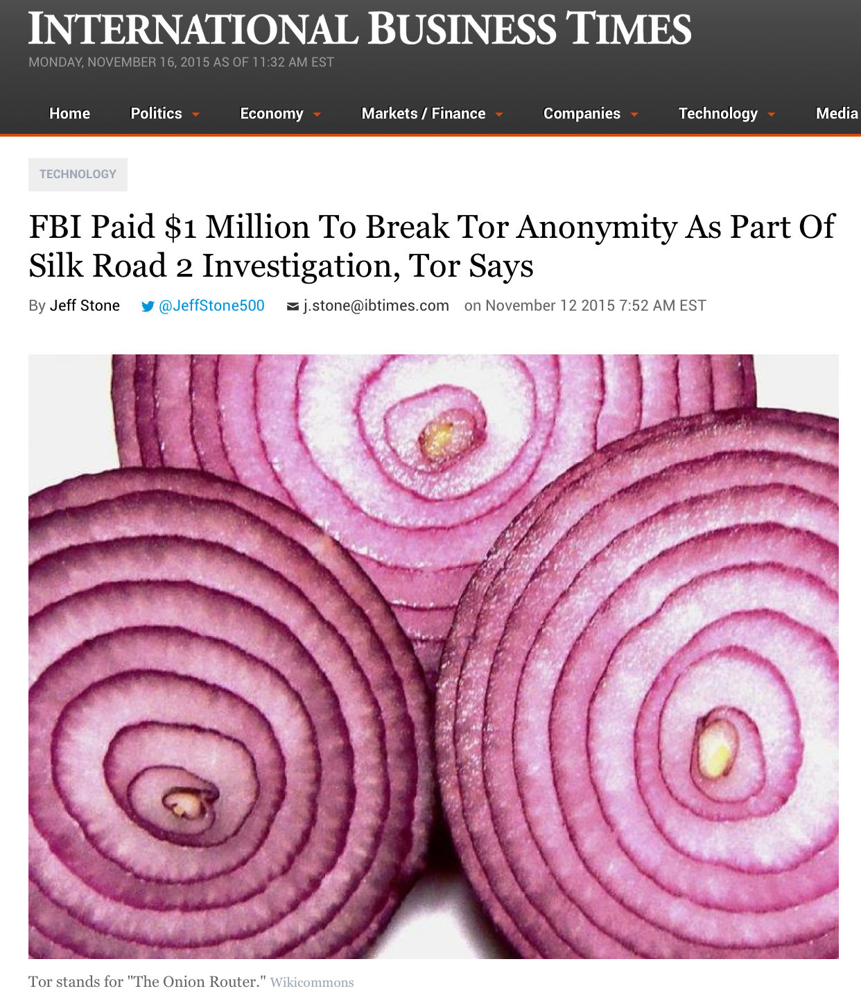 INTERNATIONAL BUSINESS TIMES
MONDAY, NOVEMBER 16, 2015 AS OF 11:32 AM EST
Home Politics Economy Markets / Finance Companies Technology Media
TECHNOLOGY
FBI Paid $1 Million To Break Tor Anonymity As Part Of
Silk Road 2 Investigation, Tor Says
By Jeff Stone @JeffStone500 j.stone@ibtimes.com on November 12 2015 7:52 AM EST
Tor stands for "The Onion Router." Wikicommons